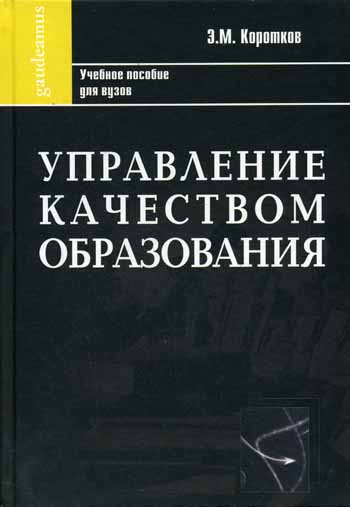 gaudeamus
Э.М. Коротков
Учебное пособие
для вузов
УПРАВЛЕНИЕ
КАЧЕСТВОМ
ОБРАЗОВАНИЯ